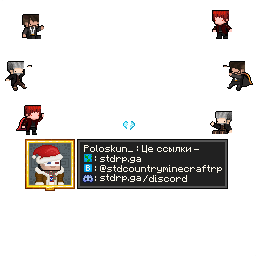 Poloskun_: Це ссылки -
: stdrp.ga
B: @stdcountryminecraftrp
: stdrp.ga/discord